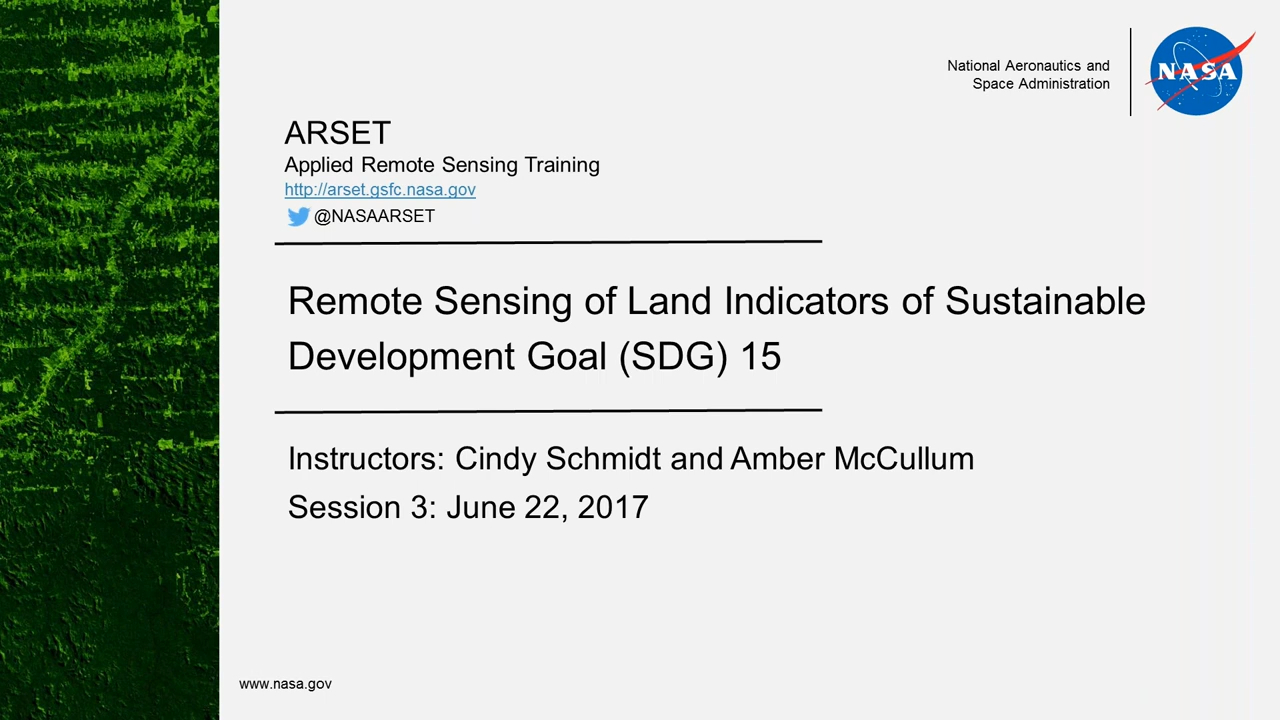 National Aeronautics and
Space Administration
NASA
ARSET
Applied Remote Sensing Training
http://arset.gsfc.nasa.gov
@NASAARSET
Remote Sensing of Land Indicators of Sustainable
Development Goal (SDG) 15
Instructors: Cindy Schmidt and Amber McCullum
Session 3: June 22, 2017
www.nasa.gov